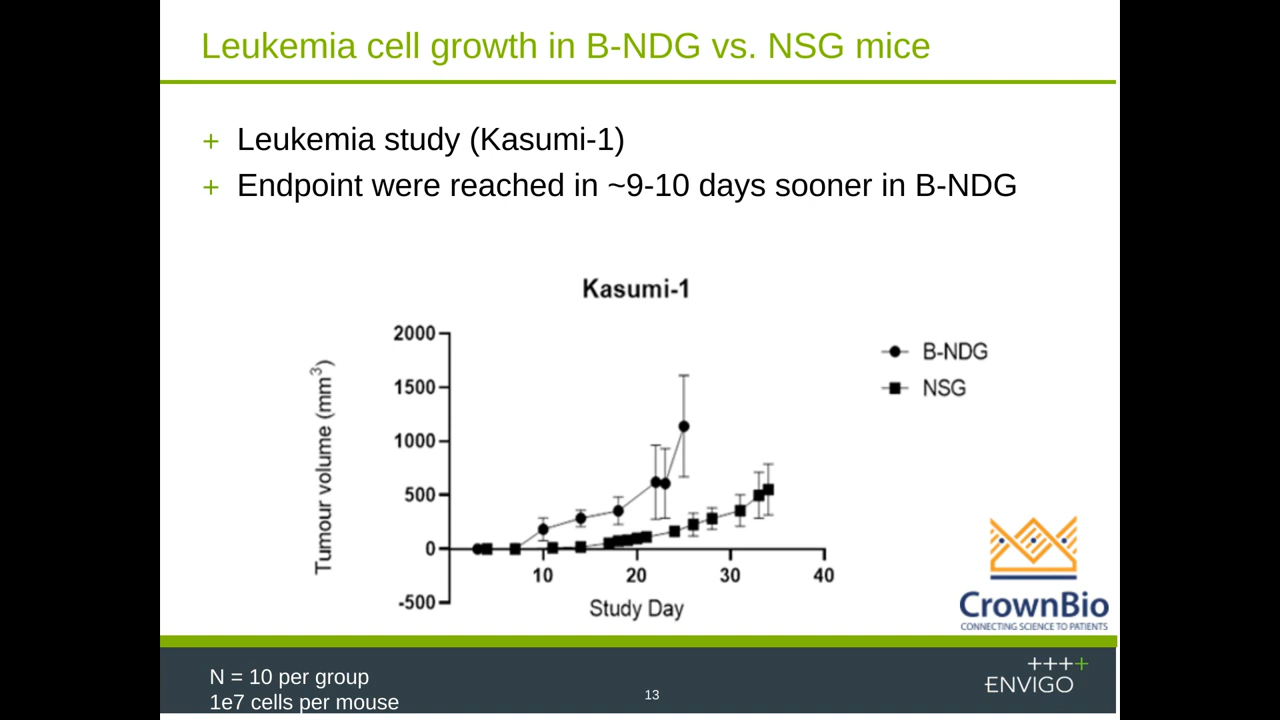 Leukemia cell growth in B-NDG vs. NSG mice
+ Leukemia study (Kasumi-1)
+ Endpoint were reached in ~9-10 days sooner in B-NDG
Kasumi-1
2000
1500
1000
500
0
-500
Tumour volume (mm³)
10
20
30
40
Study Day
B-NDG
NSG
CrownBio
CONNECTING SCIENCE TO PATIENTS
N = 10 per group
1e7 cells per mouse
13
++++
ENVIGO